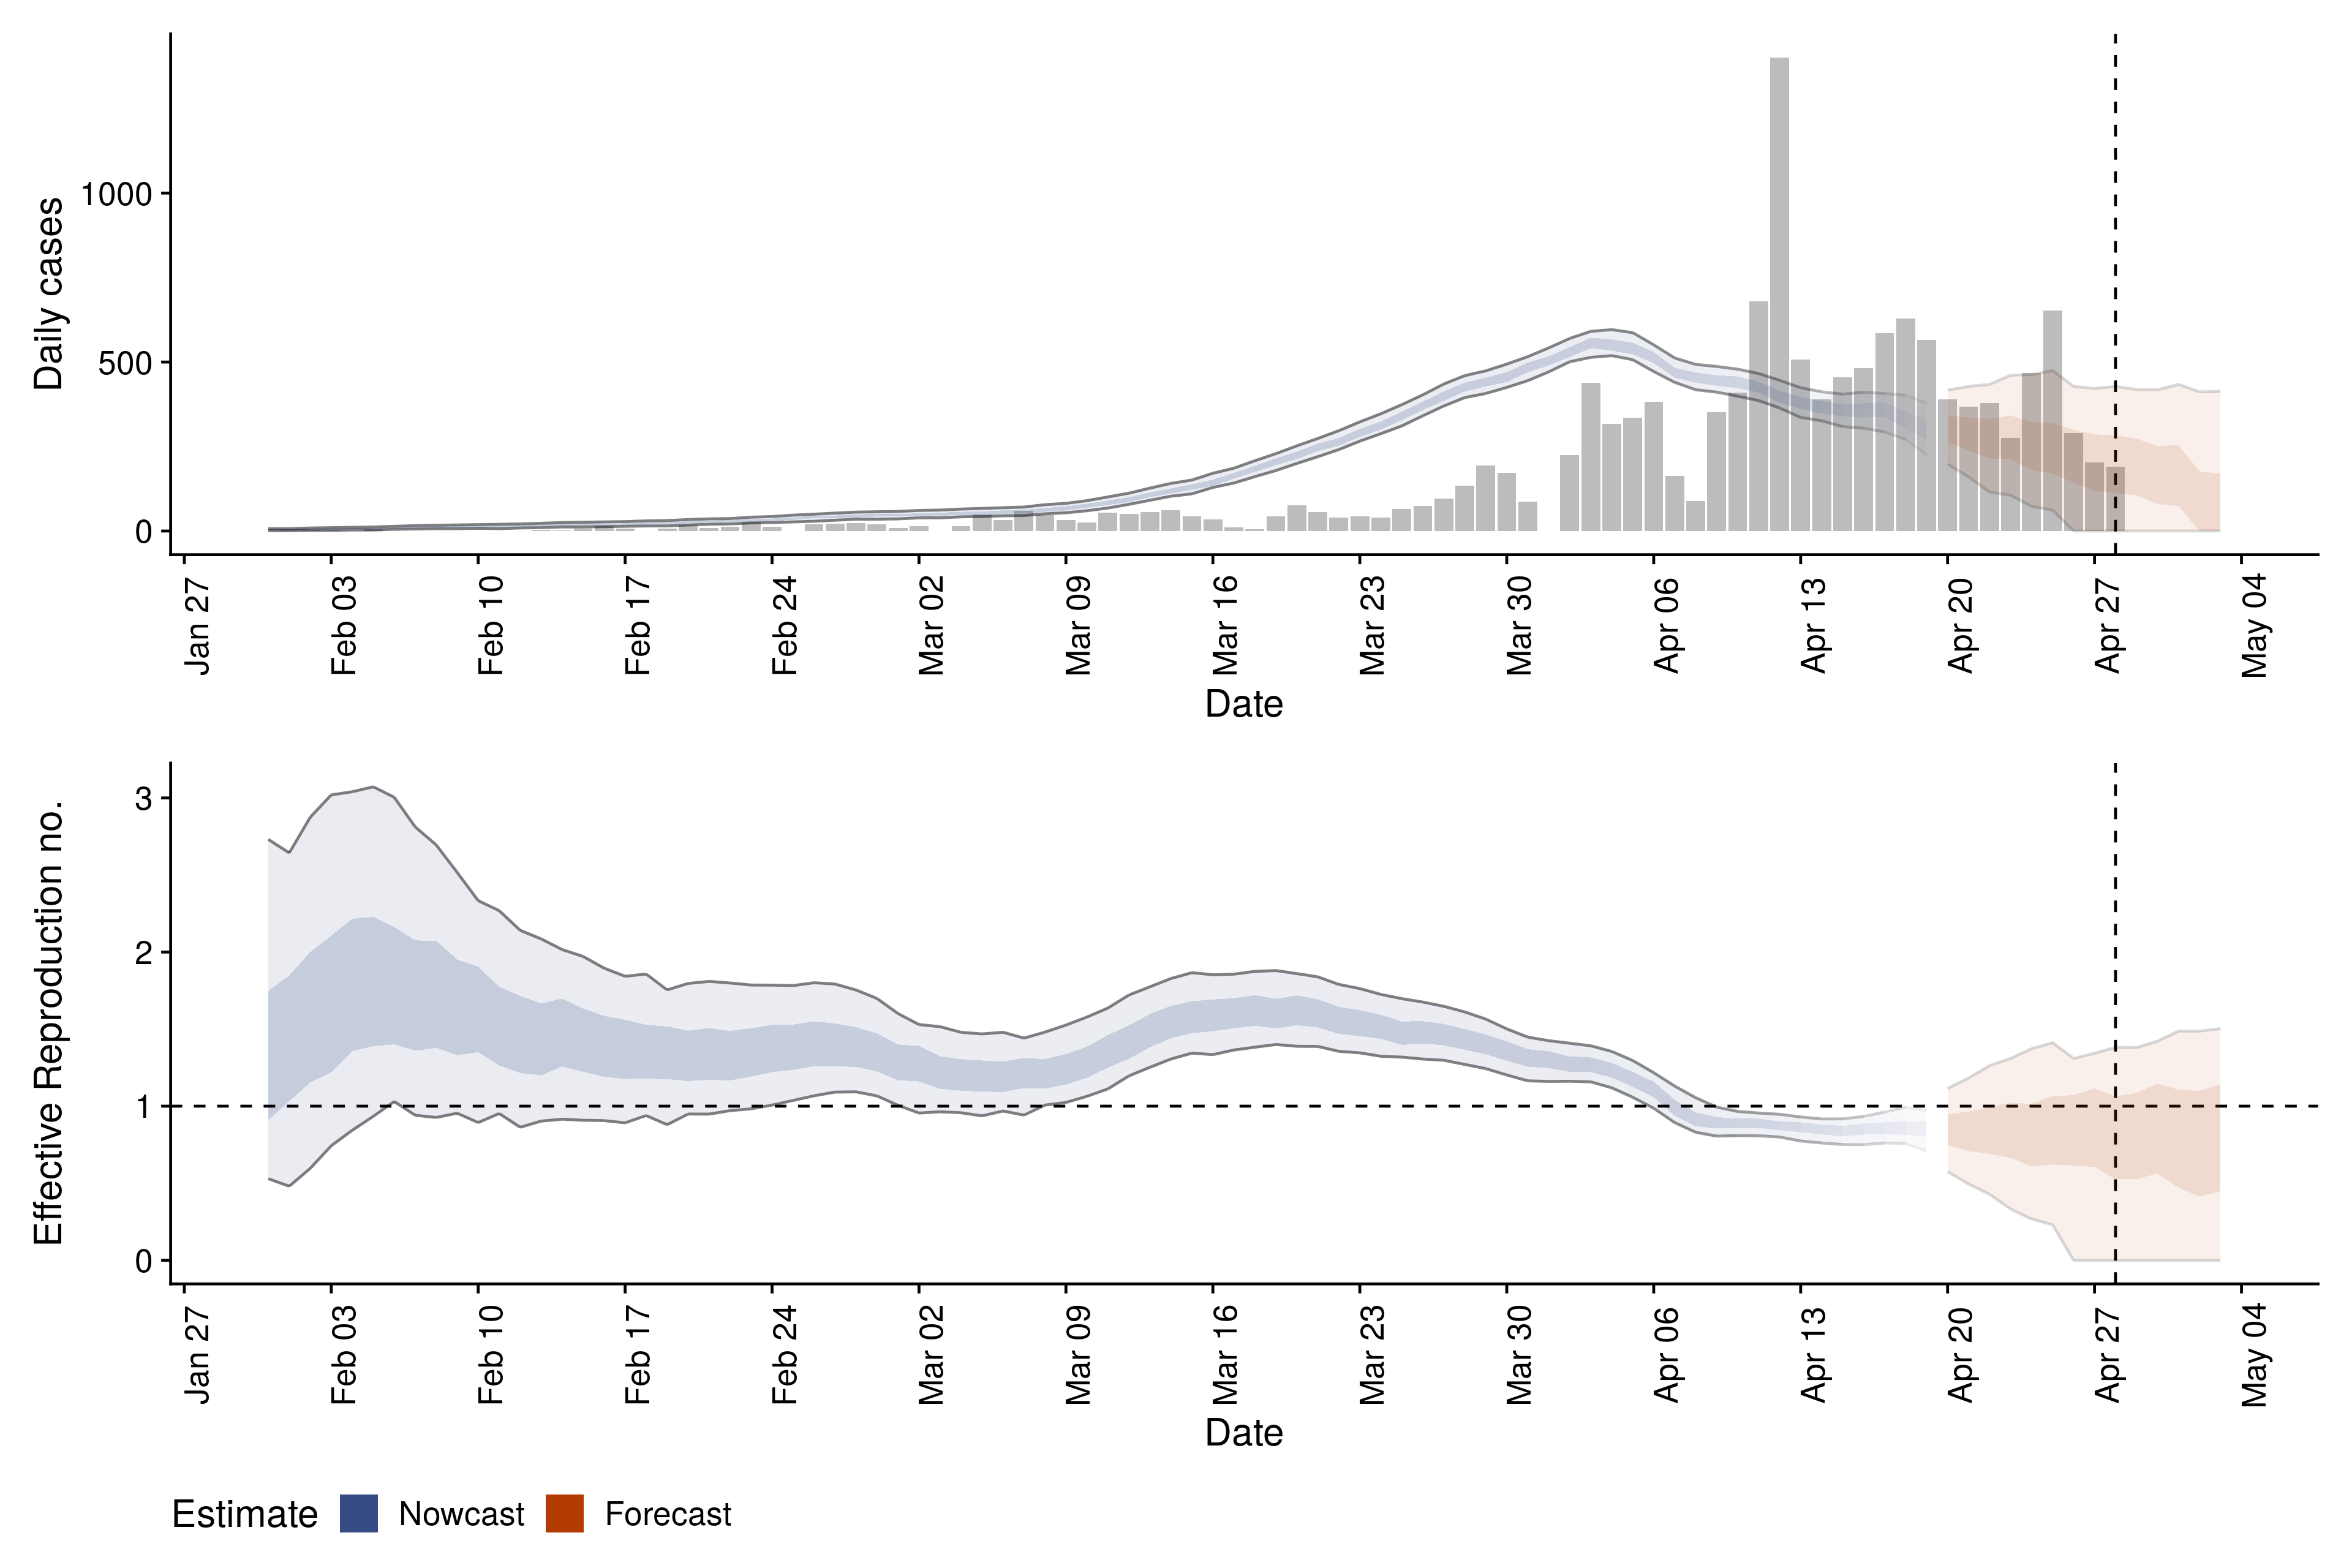 Daily cases
1000
500
0
Jan 27
Feb 03
Feb 10
Feb 17
Feb 24
Mar 02
Mar 09
Mar 16
Mar 23
Mar 30
Apr 06
Apr 13
Apr 20
Apr 27
May 04
Date
Effective Reproduction no.
3
2
1
0
Jan 27
Feb 03
Feb 10
Feb 17
Feb 24
Mar 02
Mar 09
Mar 16
Mar 23
Mar 30
Apr 06
Apr 13
Apr 20
Apr 27
May 04
Date
Estimate Nowcast Forecast